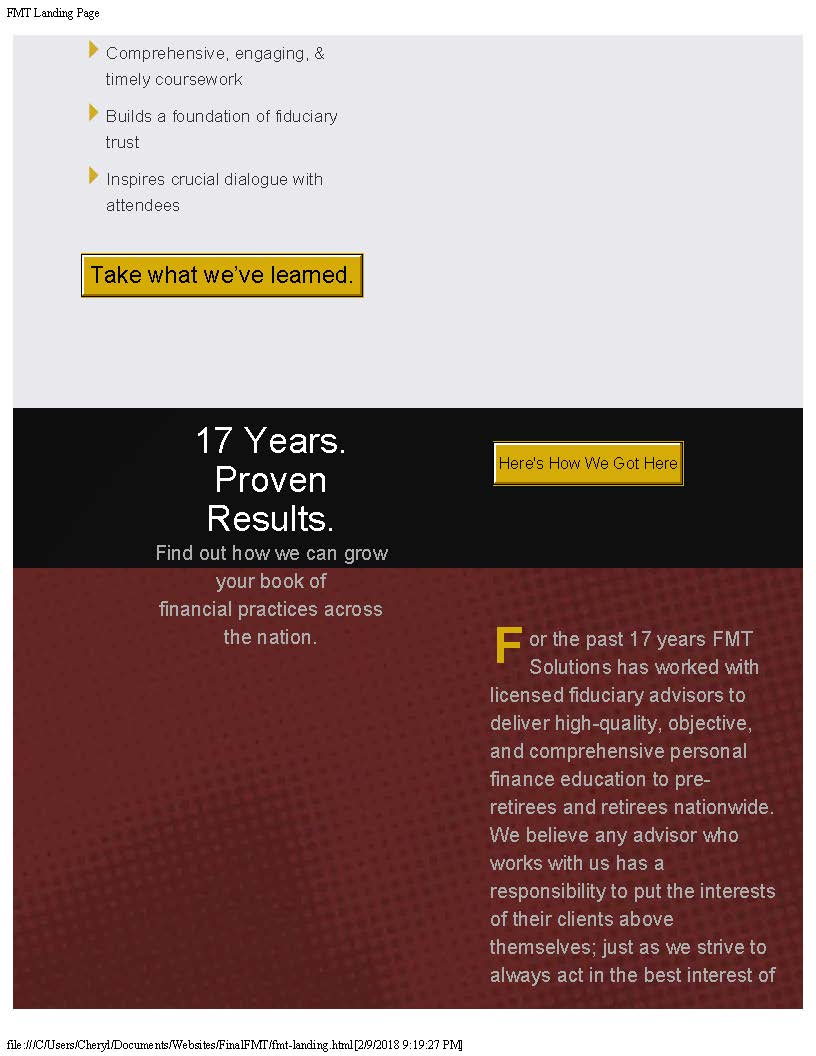 FMT Landing Page
Comprehensive, engaging, &
timely coursework
Builds a foundation of fiduciary
trust
Inspires crucial dialogue with
attendees
Take what we’ve learned.
17 Years.
Proven
Results.
Find out how we can grow
your book of
financial practices across
the nation.
Here's How We Got Here
For the past 17 years FMT
Solutions has worked with
licensed fiduciary advisors to
deliver high-quality, objective,
and comprehensive personal
finance education to pre-
retirees and retirees nationwide.
We believe any advisor who
works with us has a
responsibility to put the interests
of their clients above
themselves; just as we strive to
always act in the best interest of
file:///C/Users/Cheryl/Documents/Websites/FinalFMT/fmt-landing.html[2/9/2018 9:19:27 PM]